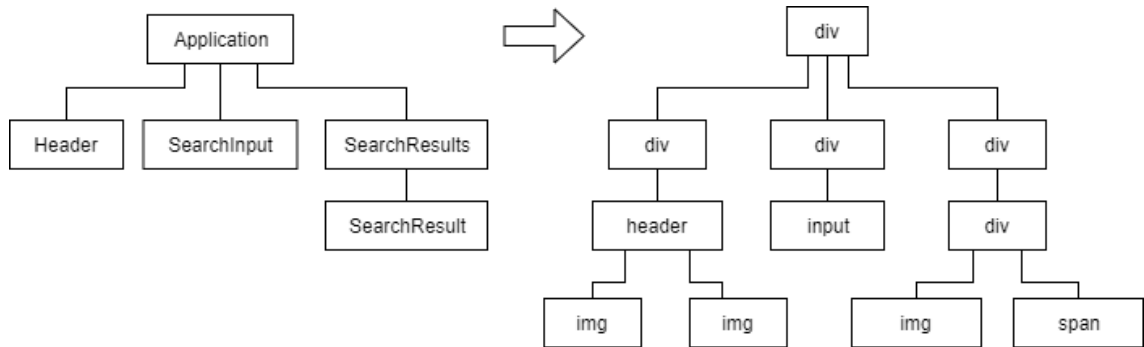 Application
div
Header
SearchInput
SearchResults
div
div
div
SearchResult
header
input
div
img
img
img
span